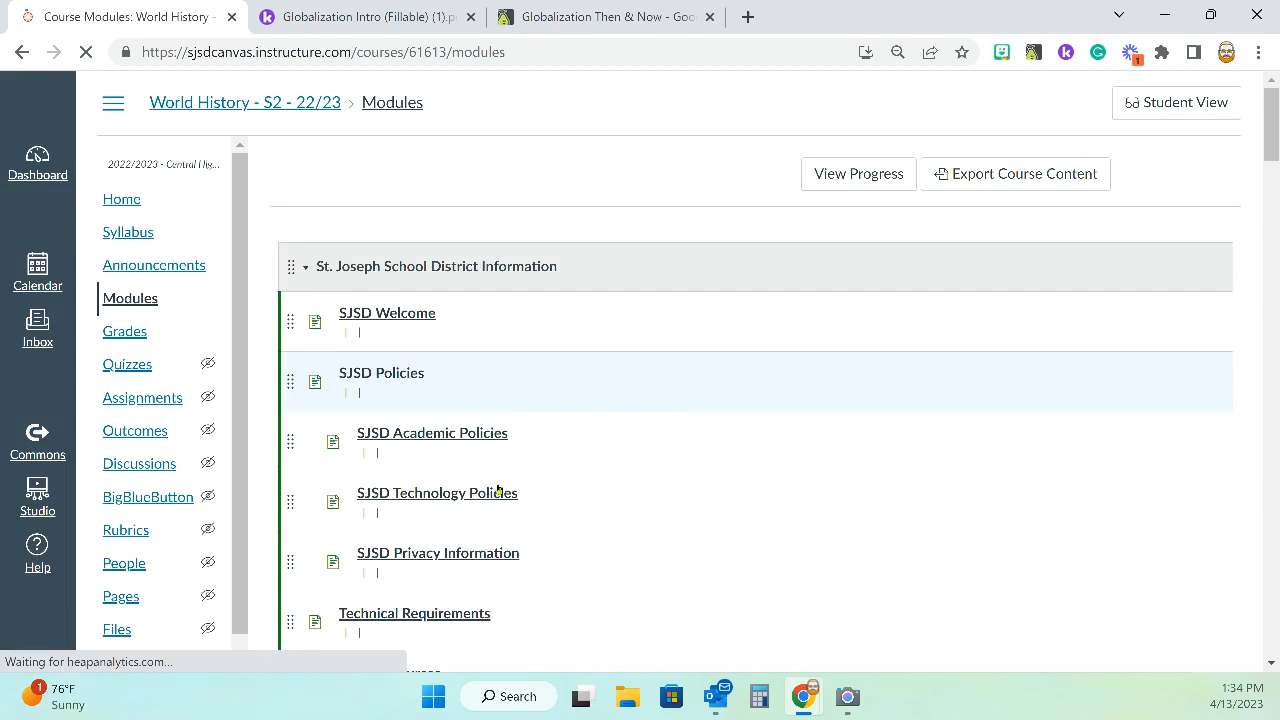 Course Modules: World History -
Globalization Intro (Fillable) (1).p
Globalization Then & Now - Goo
https://sjsdcanvas.instructure.com/courses/61613/modules
1
World History - S2 - 22/23 › Modules
Student View
2022/2023 - Central Hig...
View Progress
Export Course Content
Dashboard
Calendar
Inbox
Commons
Studio
Help
Home
Syllabus
Announcements
Modules
Grades
Quizzes
Assignments
Outcomes
Discussions
BigBlueButton
Rubrics
People
Pages
Files
St. Joseph School District Information
SJSD Welcome
SJSD Policies
SJSD Academic Policies
SJSD Technology Policies
SJSD Privacy Information
Technical Requirements
Waiting for heapanalytics.com...
1
76°F
Sunny
Search
1:34 PM
4/13/2023